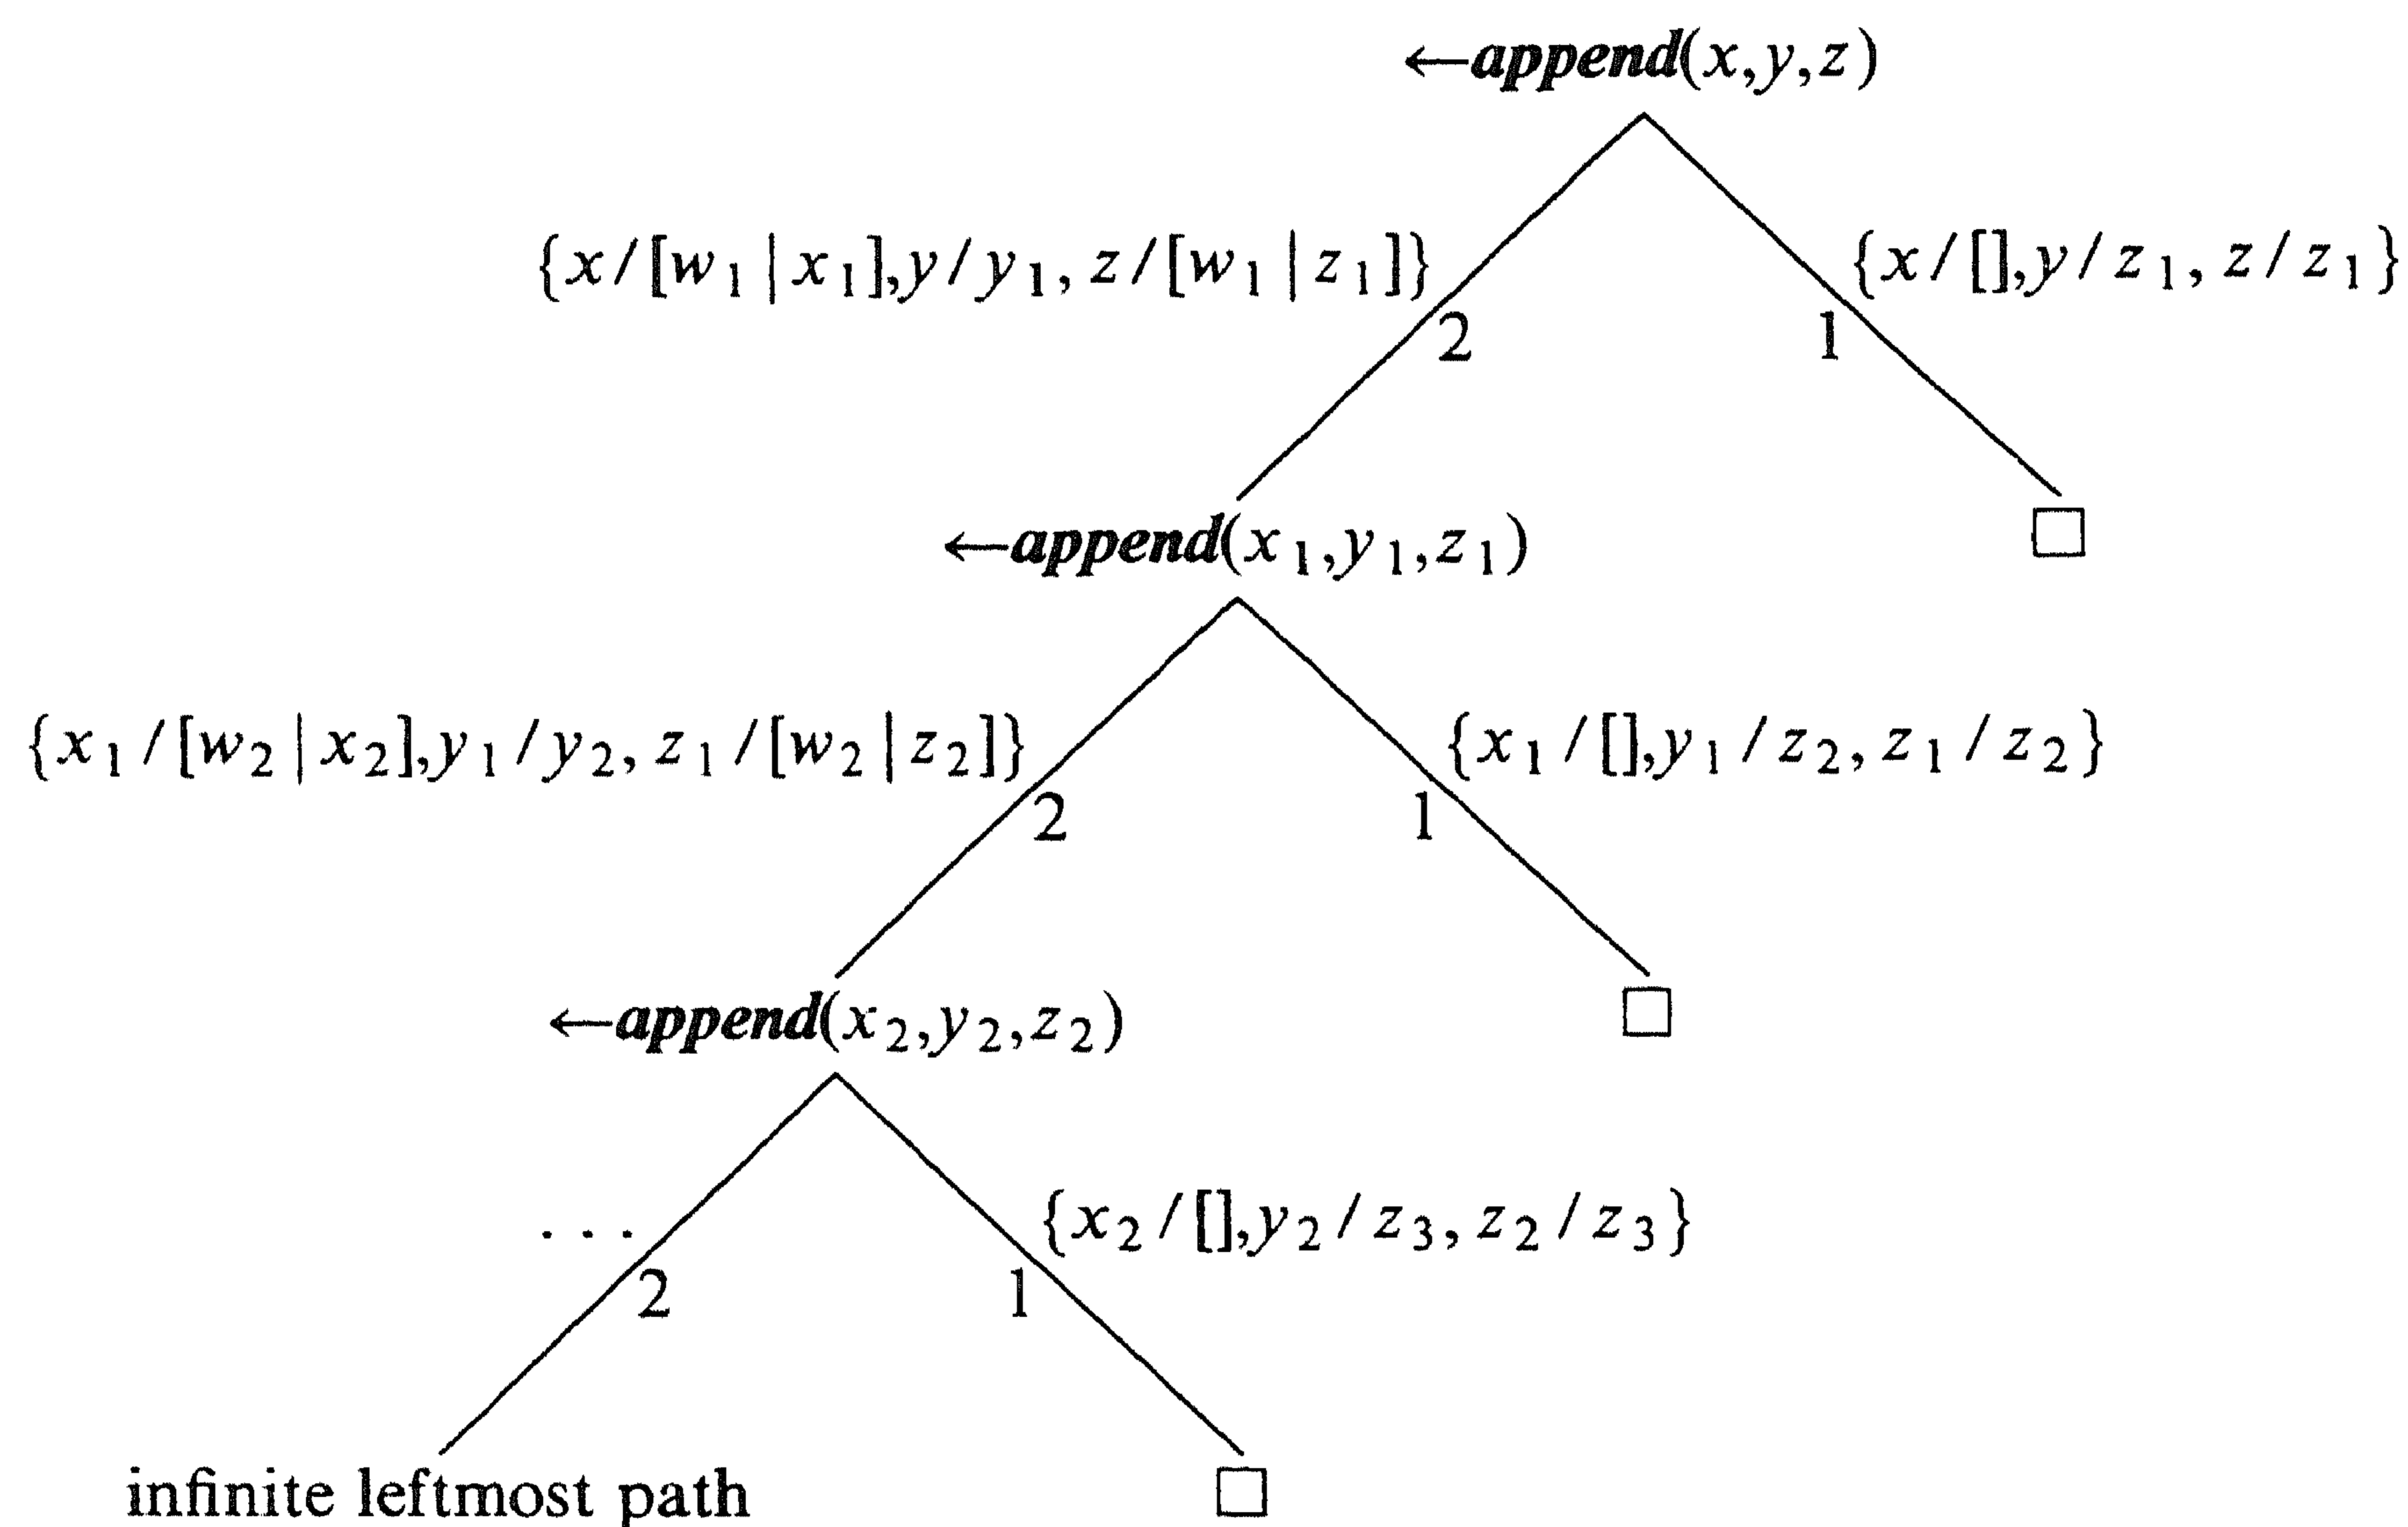 ←append(x,y,z)
{x/[w₁|x₁],y/y₁, z/[w₁|z₁]} {x/[],y/z₁, z/z₁}
2 1
←append(x₁,y₁,z₁) □
{x₁/[w₂|x₂],y₁/y₂, z₁/[w₂|z₂]} {x₁/[],y₁/z₂, z₁/z₂}
2 1
←append(x₂,y₂,z₂) □
. . . {x₂/[],y₂/z₃, z₂/z₃}
2 1
infinite leftmost path □